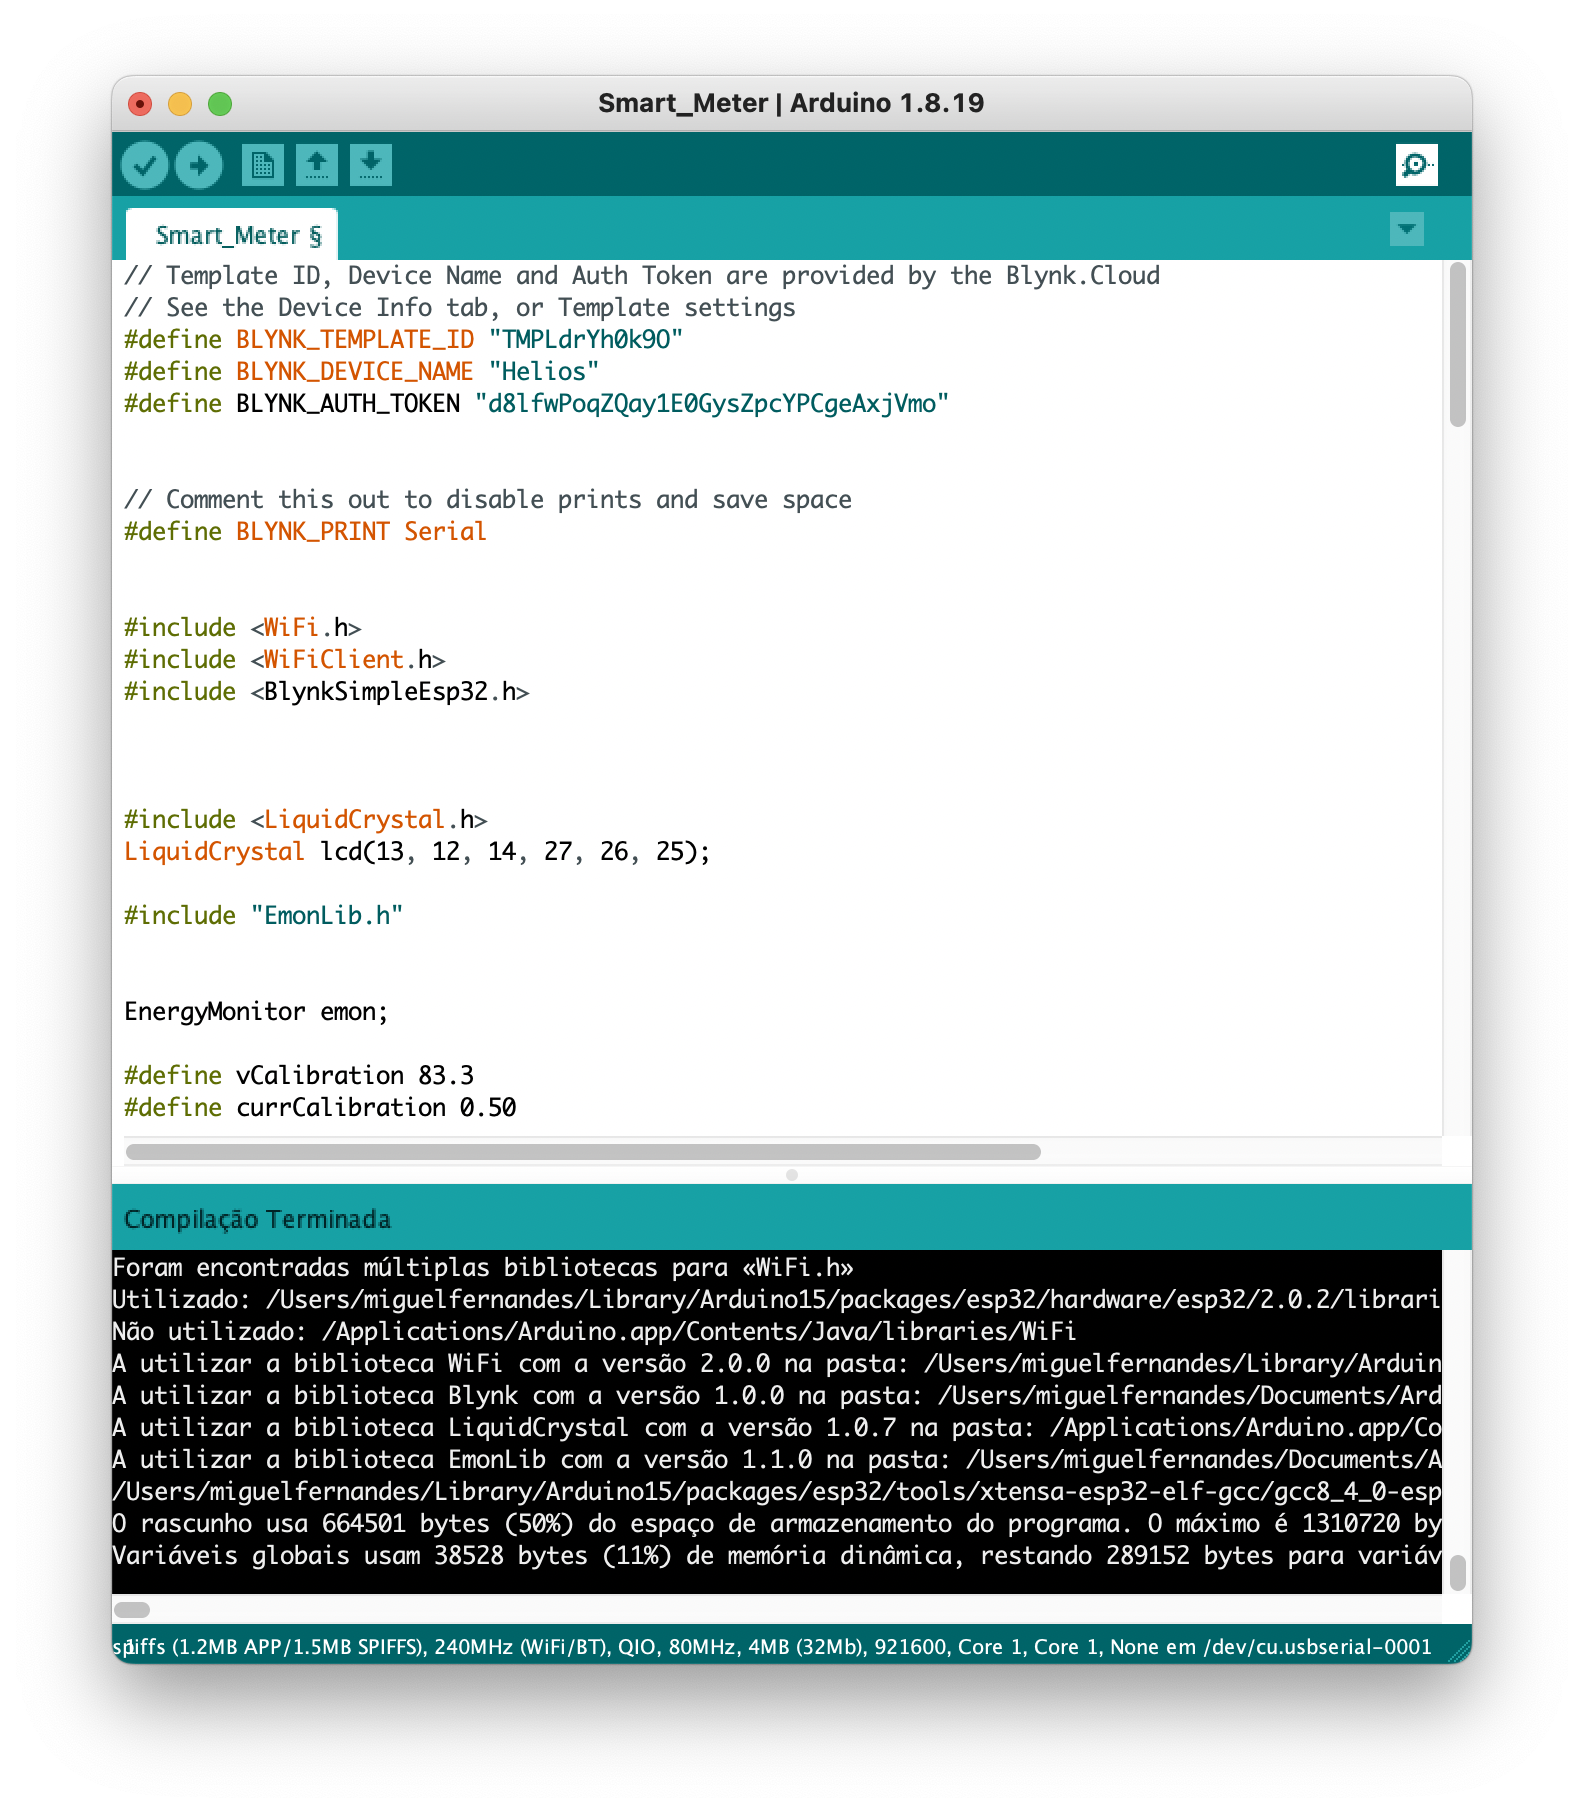 Smart_Meter | Arduino 1.8.19
Smart_Meter §
// Template ID, Device Name and Auth Token are provided by the Blynk.Cloud
// See the Device Info tab, or Template settings
#define BLYNK_TEMPLATE_ID "TMPLdrYh0k9O"
#define BLYNK_DEVICE_NAME "Helios"
#define BLYNK_AUTH_TOKEN "d8lfwPoqZQay1E0GysZpcYPCgeAxjVmo"
// Comment this out to disable prints and save space
#define BLYNK_PRINT Serial
#include <WiFi.h>
#include <WiFiClient.h>
#include <BlynkSimpleEsp32.h>
#include <LiquidCrystal.h>
LiquidCrystal lcd(13, 12, 14, 27, 26, 25);
#include "EmonLib.h"
EnergyMonitor emon;
#define vCalibration 83.3
#define currCalibration 0.50
Compilação Terminada
Foram encontradas múltiplas bibliotecas para «WiFi.h»
Utilizado: /Users/miguelfernandes/Library/Arduino15/packages/esp32/hardware/esp32/2.0.2/librari
Não utilizado: /Applications/Arduino.app/Contents/Java/libraries/WiFi
A utilizar a biblioteca WiFi com a versão 2.0.0 na pasta: /Users/miguelfernandes/Library/Arduin
A utilizar a biblioteca Blynk com a versão 1.0.0 na pasta: /Users/miguelfernandes/Documents/Ard
A utilizar a biblioteca LiquidCrystal com a versão 1.0.7 na pasta: /Applications/Arduino.app/Co
A utilizar a biblioteca EmonLib com a versão 1.1.0 na pasta: /Users/miguelfernandes/Documents/A
/Users/miguelfernandes/Library/Arduino15/packages/esp32/tools/xtensa-esp32-elf-gcc/gcc8_4_0-esp
O rascunho usa 664501 bytes (50%) do espaço de armazenamento do programa. O máximo é 1310720 by
Variáveis globais usam 38528 bytes (11%) de memória dinâmica, restando 289152 bytes para variáv
spiffs (1.2MB APP/1.5MB SPIFFS), 240MHz (WiFi/BT), QIO, 80MHz, 4MB (32Mb), 921600, Core 1, Core 1, None em /dev/cu.usbserial-0001